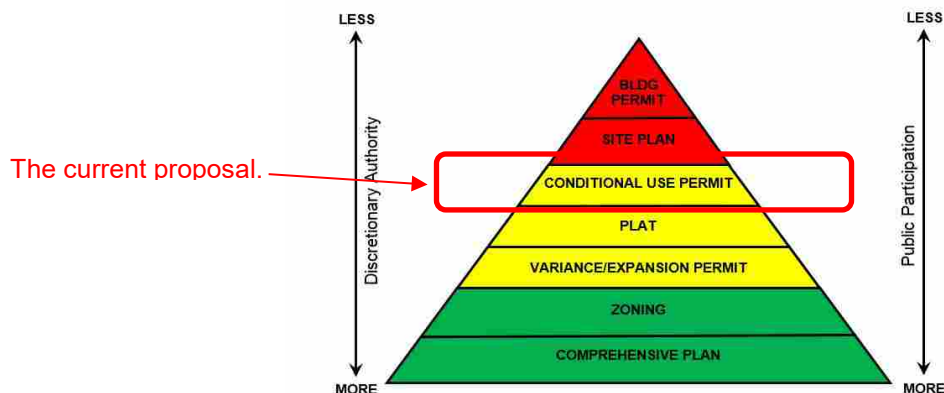 LESS
LESS
BLDG
PERMIT
SITE PLAN
The current proposal.
CONDITIONAL USE PERMIT
Discretionary Authority
Public Participation
PLAT
VARIANCE/EXPANSION PERMIT
ZONING
COMPREHENSIVE PLAN
MORE
MORE